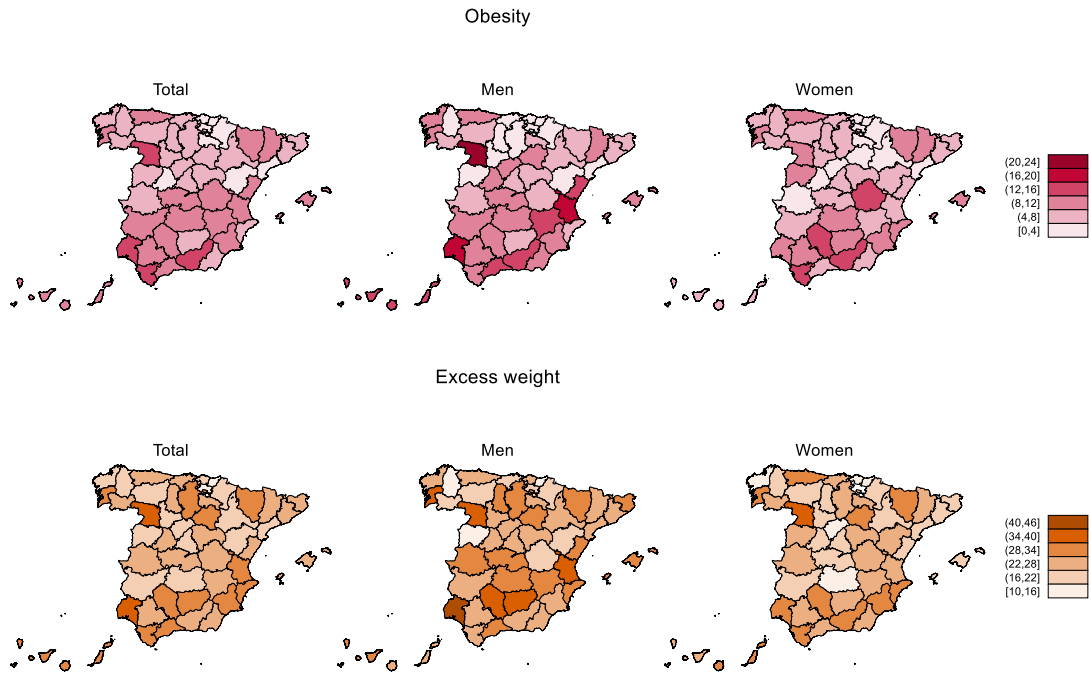 Obesity
Total
Men
Women
(20,24]
(16,20]
(12,16]
(8,12]
(4,8]
[0,4]
Excess weight
Total
Men
Women
(40,46]
(34,40]
(28,34]
(22,28]
(16,22]
[10,16]